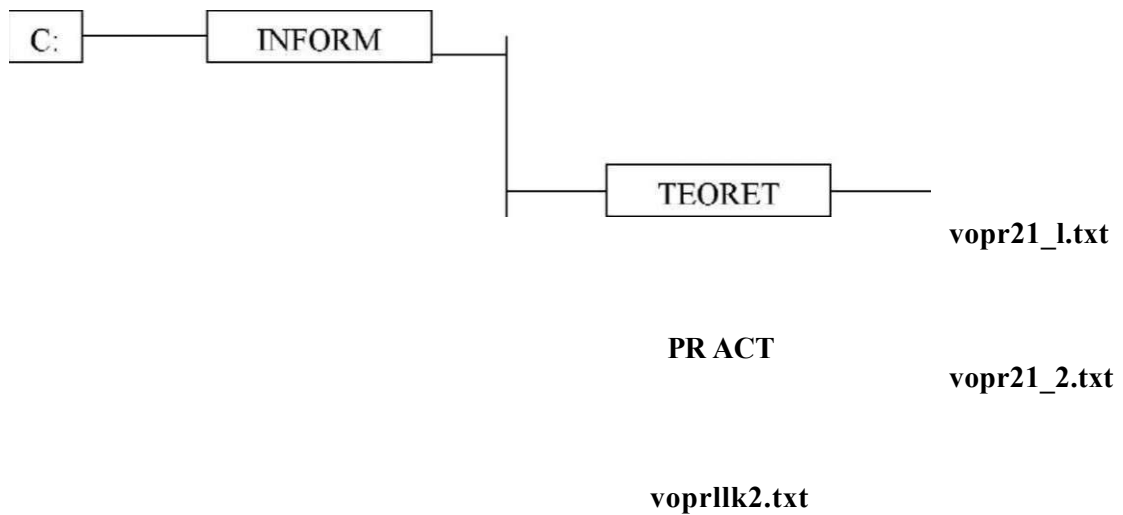 C:
INFORM
TEORET
vopr21_l.txt
PR ACT
vopr21_2.txt
voprllk2.txt